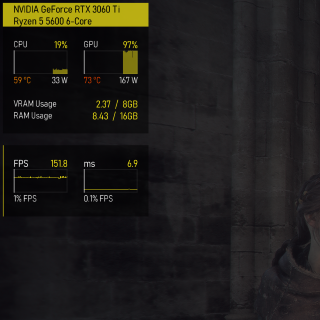 NVIDIA GeForce RTX 3060 Ti
Ryzen 5 5600 6-Core
CPU 19% GPU 97%
59 °C 33 W 73 °C 167 W
VRAM Usage 2.37 / 8GB
RAM Usage 8.43 / 16GB
FPS 151.8 ms 6.9
1% FPS 0.1% FPS